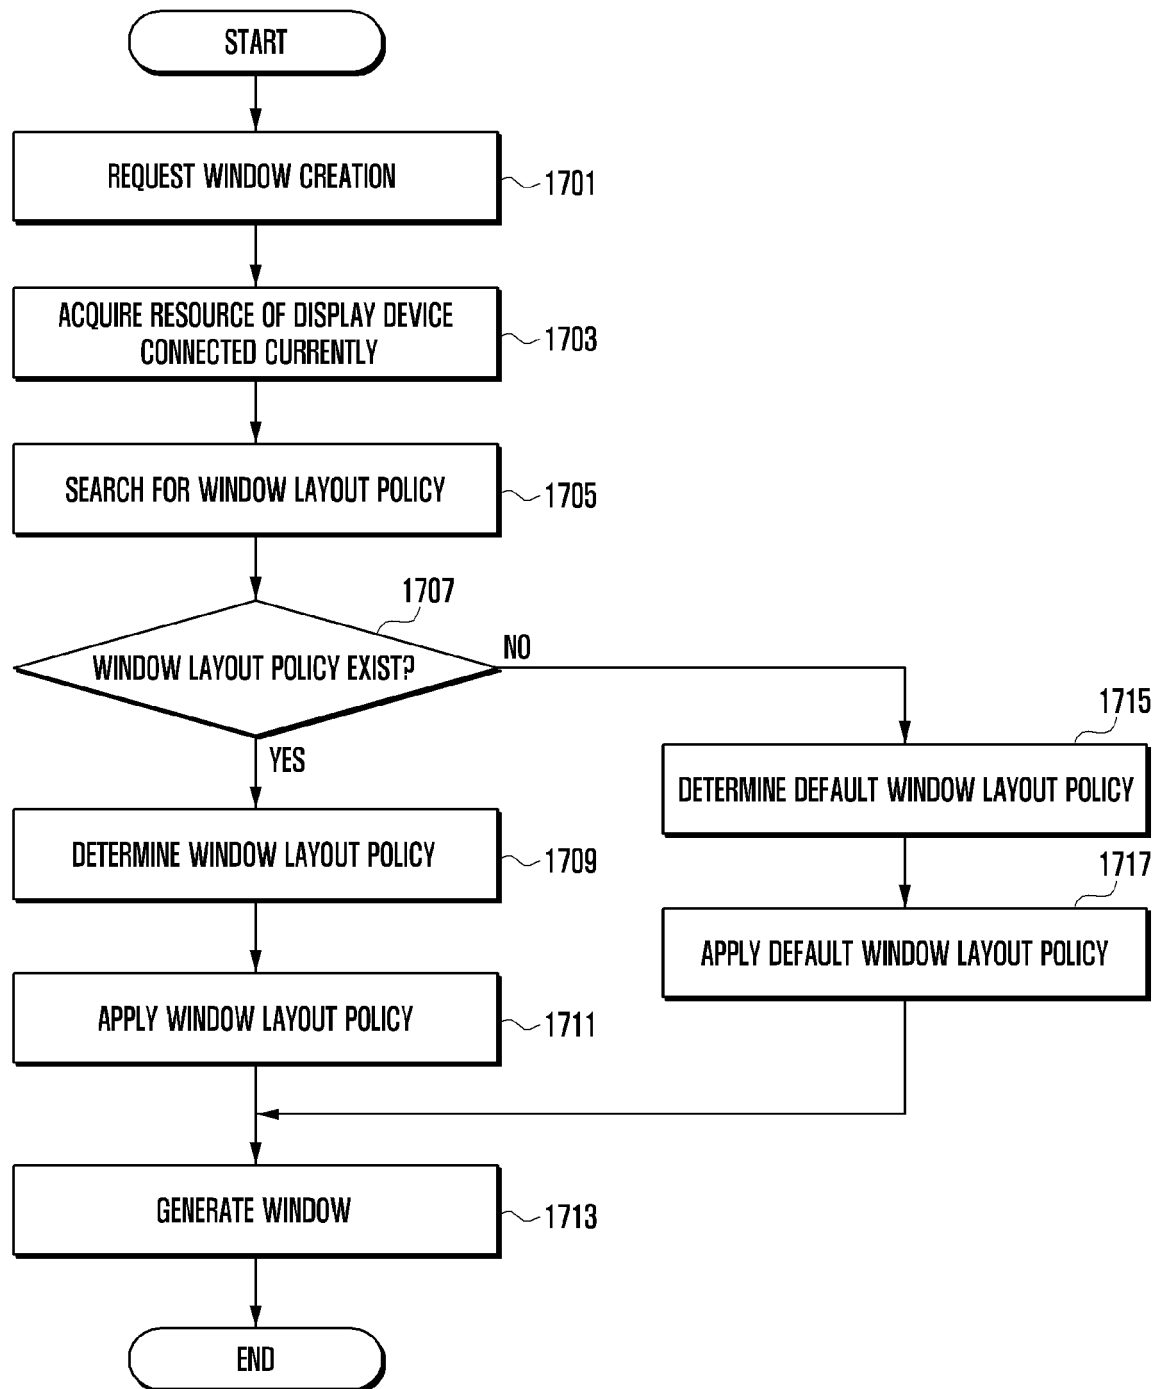 START
REQUEST WINDOW CREATION
1701
ACQUIRE RESOURCE OF DISPLAY DEVICE
CONNECTED CURRENTLY
1703
SEARCH FOR WINDOW LAYOUT POLICY
1705
1707
WINDOW LAYOUT POLICY EXIST?
NO
YES
1715
DETERMINE DEFAULT WINDOW LAYOUT POLICY
DETERMINE WINDOW LAYOUT POLICY
1709
1717
APPLY DEFAULT WINDOW LAYOUT POLICY
APPLY WINDOW LAYOUT POLICY
1711
GENERATE WINDOW
1713
END